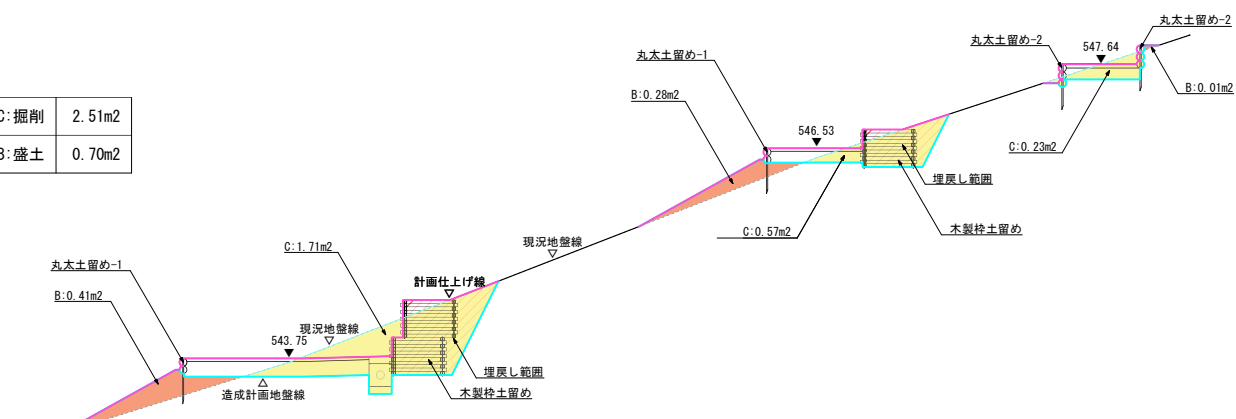 丸太土留め-2
丸太土留め-2
547.64
丸太土留め-1
B:0.28m2
B:0.01m2
C:掘削 2.51m2
B:盛土 0.70m2
546.53
C:0.23m2
埋戻し範囲
木製枠土留め
C:0.57m2
現況地盤線
C:1.71m2
丸太土留め-1
計画仕上げ線
B:0.41m2
現況地盤線
543.75
埋戻し範囲
造成計画地盤線
木製枠土留め